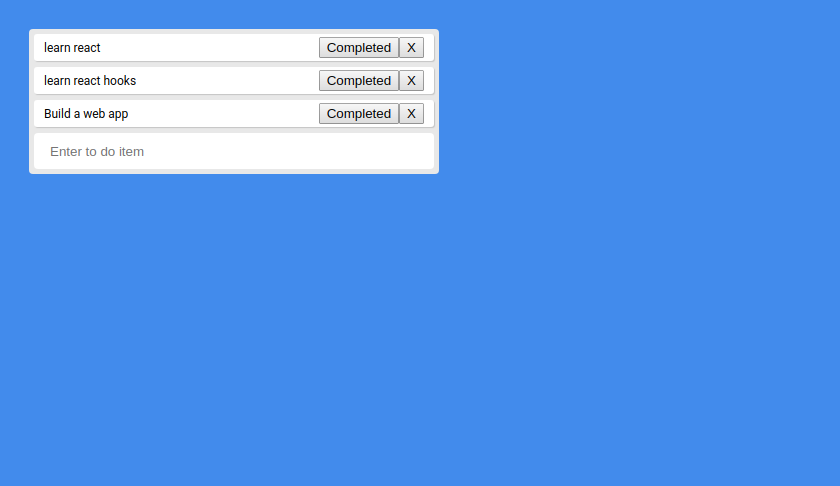 learn react Completed X
learn react hooks Completed X
Build a web app Completed X
Enter to do item